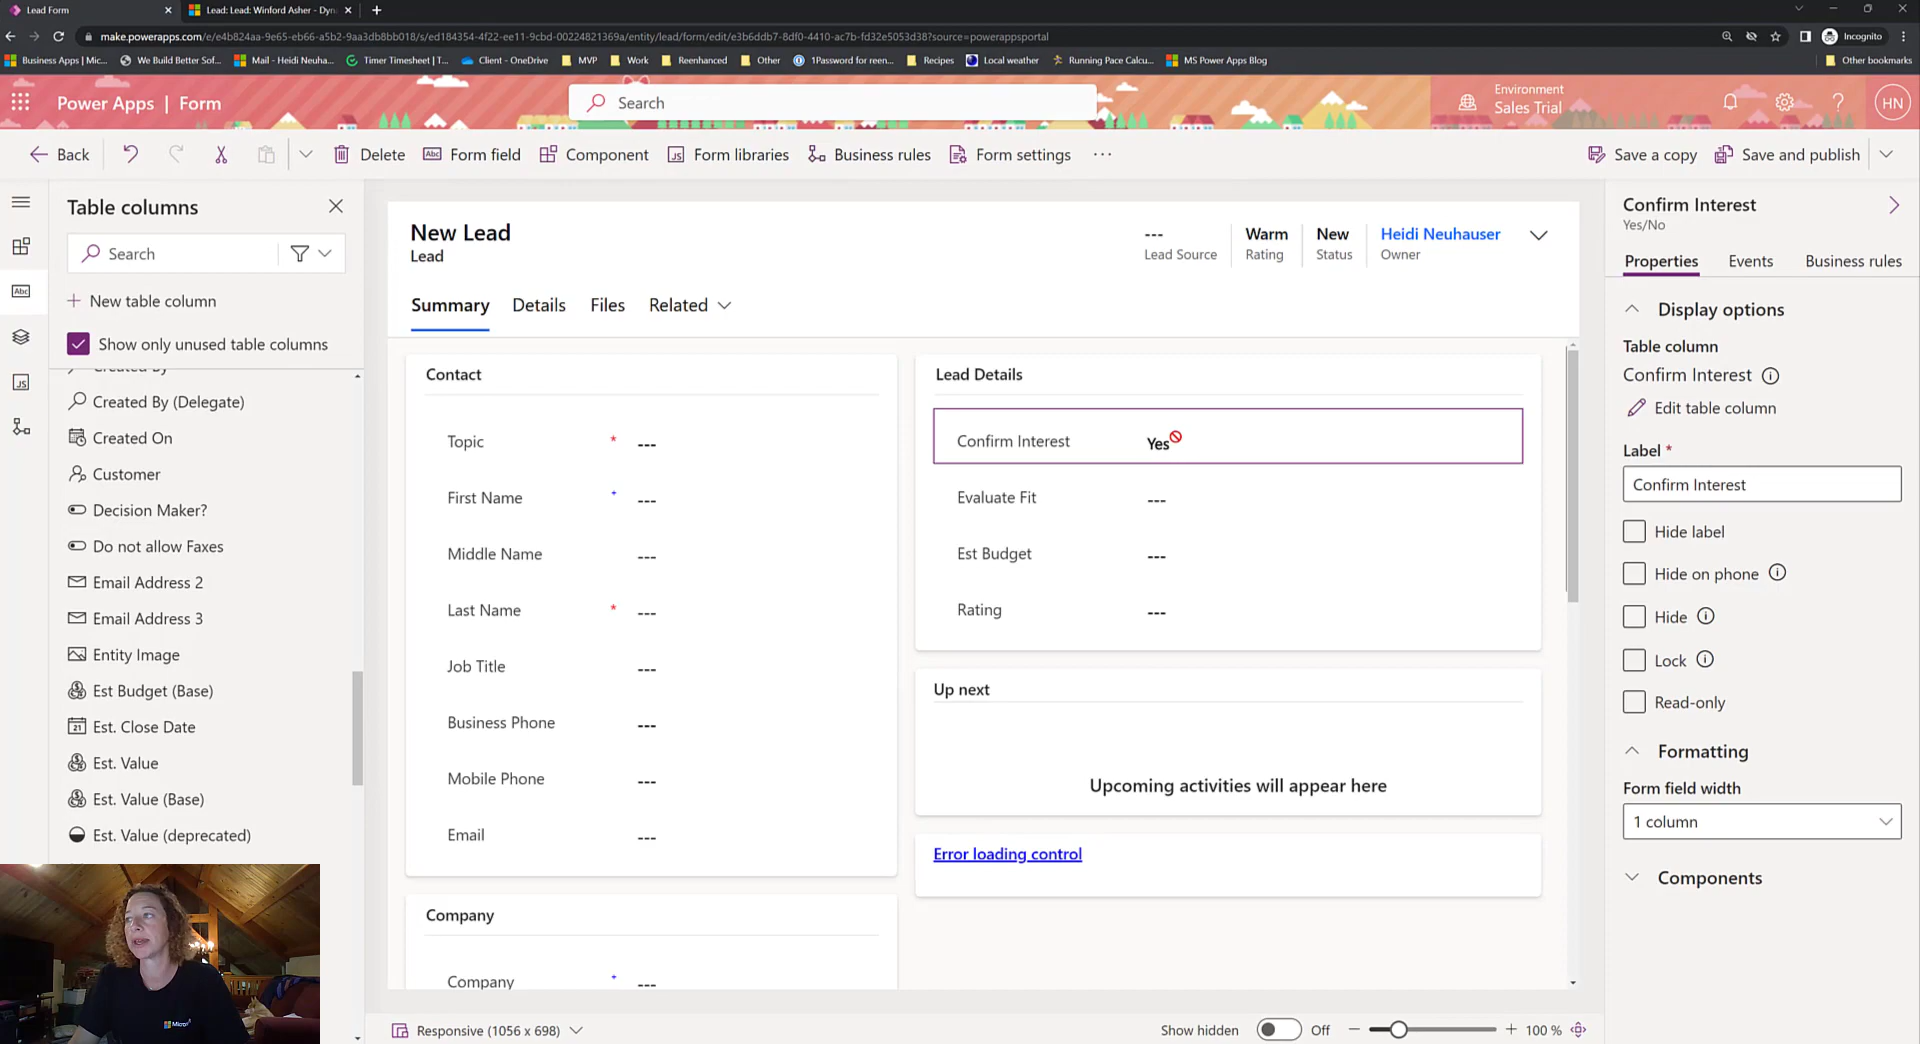 Lead Form
Lead: Lead: Winford Asher - Dyn
make.powerapps.com/e/e4b824aa-9e65-eb66-a5b2-9aa3db8bb018/s/ed184354-4f22-ee11-9cbd-00224821369a/entity/lead/form/edit/e3b6ddb7-8df0-4410-ac7b-fd32e5053d38?source=powerappsportal
Incognito
Business Apps | Mic...
We Build Better Sof...
Mail - Heidi Neuha...
Timer Timesheet | T...
Client - OneDrive
MVP
Work
Reenhanced
Other
1Password for reen...
Recipes
Local weather
Running Pace Calcu...
MS Power Apps Blog
Other bookmarks
Power Apps | Form
Search
Environment
Sales Trial
HN
Back
Delete
Form field
Component
Form libraries
Business rules
Form settings
Save a copy
Save and publish
Table columns
Search
New table column
Show only unused table columns
Created By
Created By (Delegate)
Created On
Customer
Decision Maker?
Do not allow Faxes
Email Address 2
Email Address 3
Entity Image
Est Budget (Base)
Est. Close Date
Est. Value
Est. Value (Base)
Est. Value (deprecated)
New Lead
Lead
---
Lead Source
Warm
Rating
New
Status
Heidi Neuhauser
Owner
Summary
Details
Files
Related
Contact
Topic * ---
First Name + ---
Middle Name ---
Last Name * ---
Job Title ---
Business Phone ---
Mobile Phone ---
Email ---
Company
Company + ---
Lead Details
Confirm Interest Yes
Evaluate Fit ---
Est Budget ---
Rating ---
Up next
Upcoming activities will appear here
Error loading control
Confirm Interest
Yes/No
Properties
Events
Business rules
Display options
Table column
Confirm Interest
Edit table column
Label *
Confirm Interest
Hide label
Hide on phone
Hide
Lock
Read-only
Formatting
Form field width
1 column
Components
Responsive (1056 x 698)
Show hidden
Off
100 %